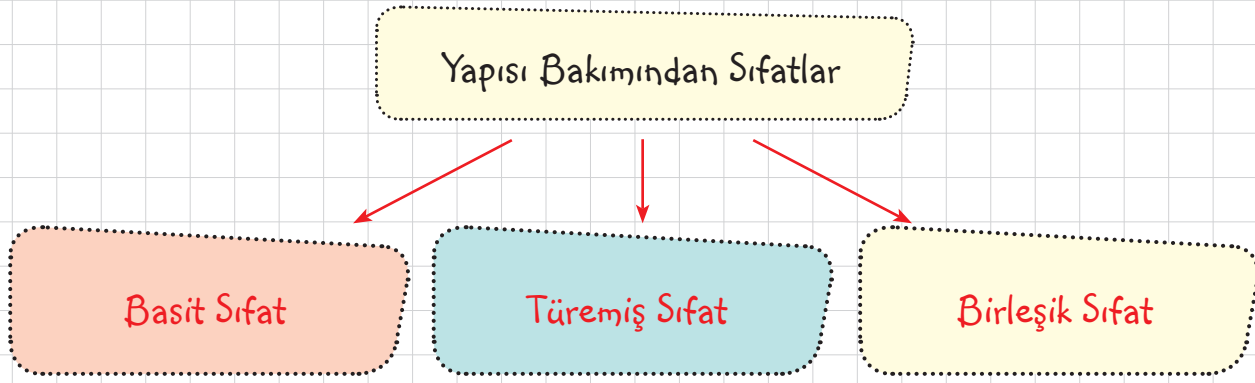 Yapısı Bakımından Sıfatlar
Basit Sıfat
Türemiş Sıfat
Birleşik Sıfat